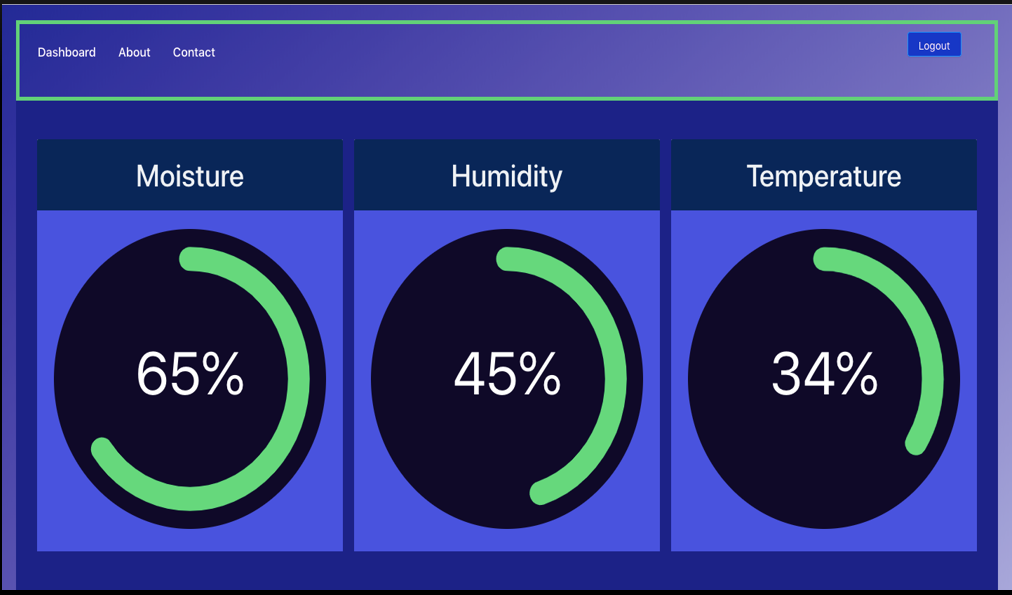 Dashboard About Contact Logout
Moisture Humidity Temperature
65% 45% 34%